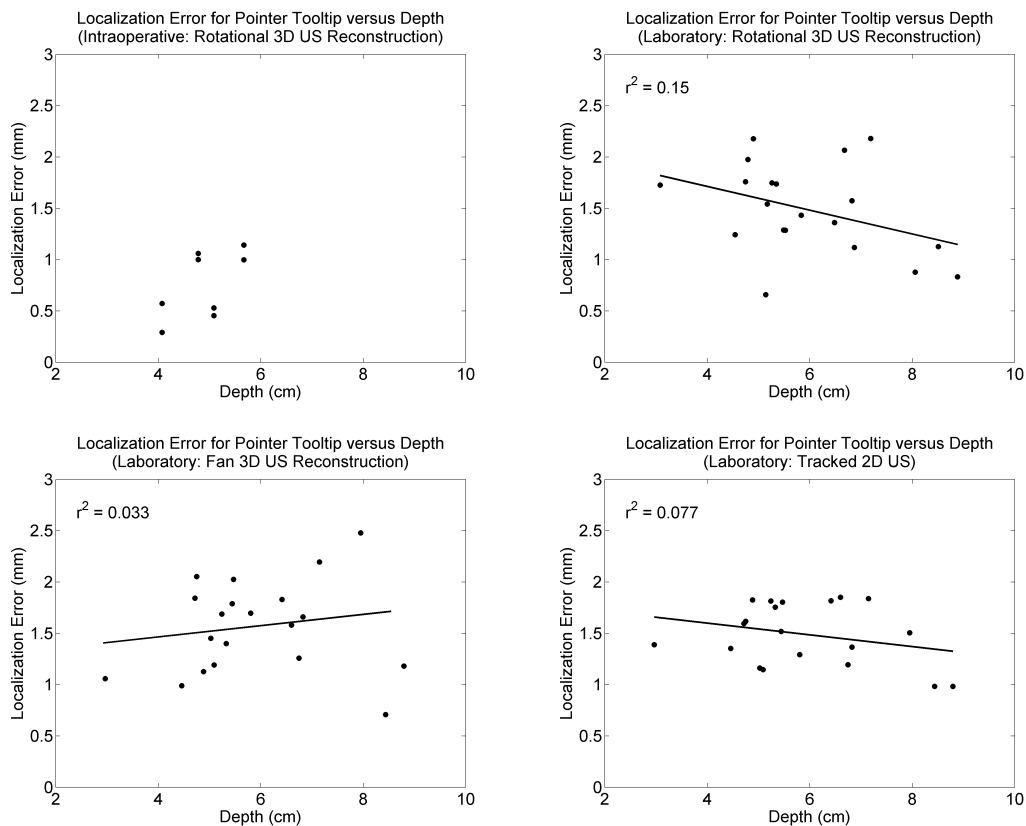 Localization Error for Pointer Tooltip versus Depth
(Intraoperative: Rotational 3D US Reconstruction)
3
2.5
2
1.5
1
0.5
0
Localization Error (mm)
2 4 6 8 10
Depth (cm)
Localization Error for Pointer Tooltip versus Depth
(Laboratory: Rotational 3D US Reconstruction)
r² = 0.15
3
2.5
2
1.5
1
0.5
0
Localization Error (mm)
2 4 6 8 10
Depth (cm)
Localization Error for Pointer Tooltip versus Depth
(Laboratory: Fan 3D US Reconstruction)
r² = 0.033
3
2.5
2
1.5
1
0.5
0
Localization Error (mm)
2 4 6 8 10
Depth (cm)
Localization Error for Pointer Tooltip versus Depth
(Laboratory: Tracked 2D US)
r² = 0.077
3
2.5
2
1.5
1
0.5
0
Localization Error (mm)
2 4 6 8 10
Depth (cm)